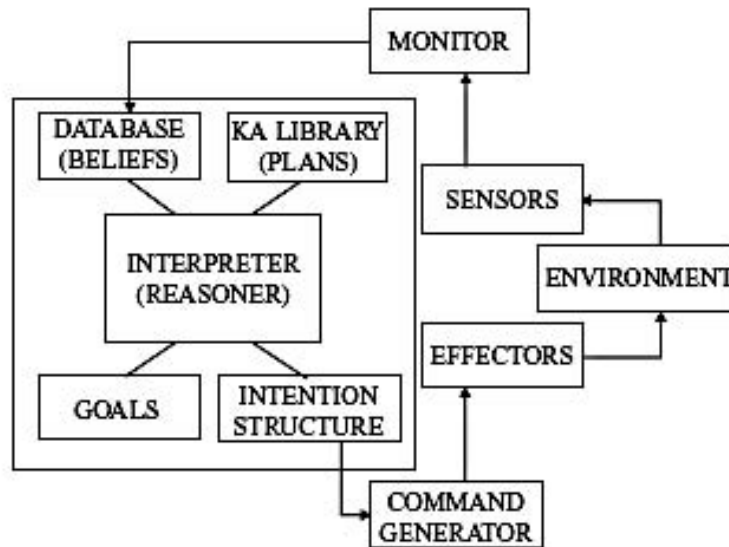 MONITOR
DATABASE
(BELIEFS)
KA LIBRARY
(PLANS)
SENSORS
INTERPRETER
(REASONER)
ENVIRONMENT
EFFECTORS
GOALS
INTENTION
STRUCTURE
COMMAND
GENERATOR